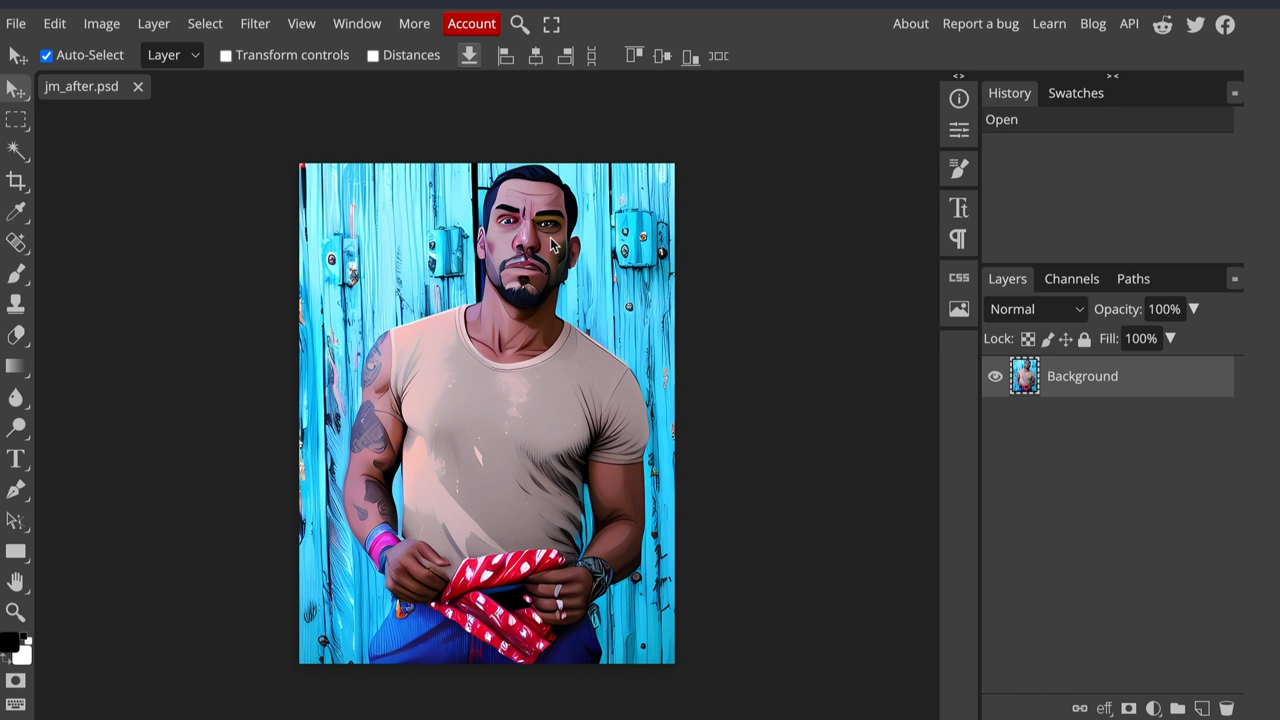 File Edit Image Layer Select Filter View Window More Account About Report a bug Learn Blog API
Auto-Select Layer Transform controls Distances
jm_after.psd
History Swatches
Open
Layers Channels Paths
Normal Opacity: 100%
Lock: Fill: 100%
Background
CSS
eff